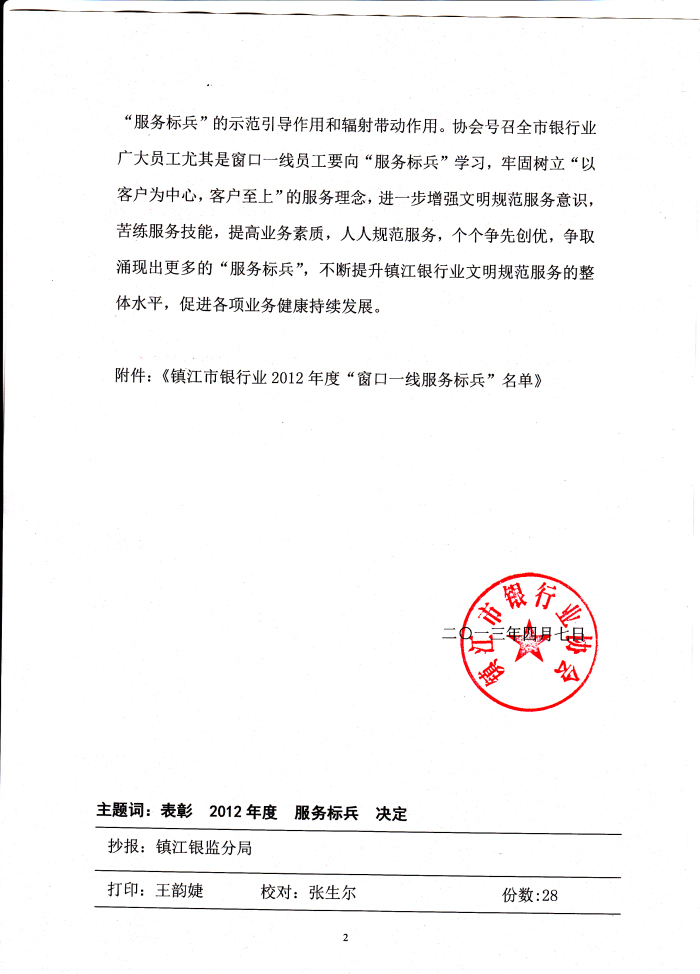 “服务标兵”的示范引导作用和辐射带动作用。协会号召全市银行业
广大员工尤其是窗口一线员工要向“服务标兵”学习，牢固树立“以
客户为中心，客户至上”的服务理念，进一步增强文明规范服务意识，
苦练服务技能，提高业务素质，人人规范服务，个个争先创优，争取
涌现出更多的“服务标兵”，不断提升镇江银行业文明规范服务的整
体水平，促进各项业务健康持续发展。
附件：《镇江市银行业 2012 年度“窗口一线服务标兵”名单》
镇江市银行业协会
二〇一三年四月七日
主题词：表彰 2012 年度 服务标兵 决定
抄报：镇江银监分局
打印：王韵婕 校对：张生尔 份数:28
2